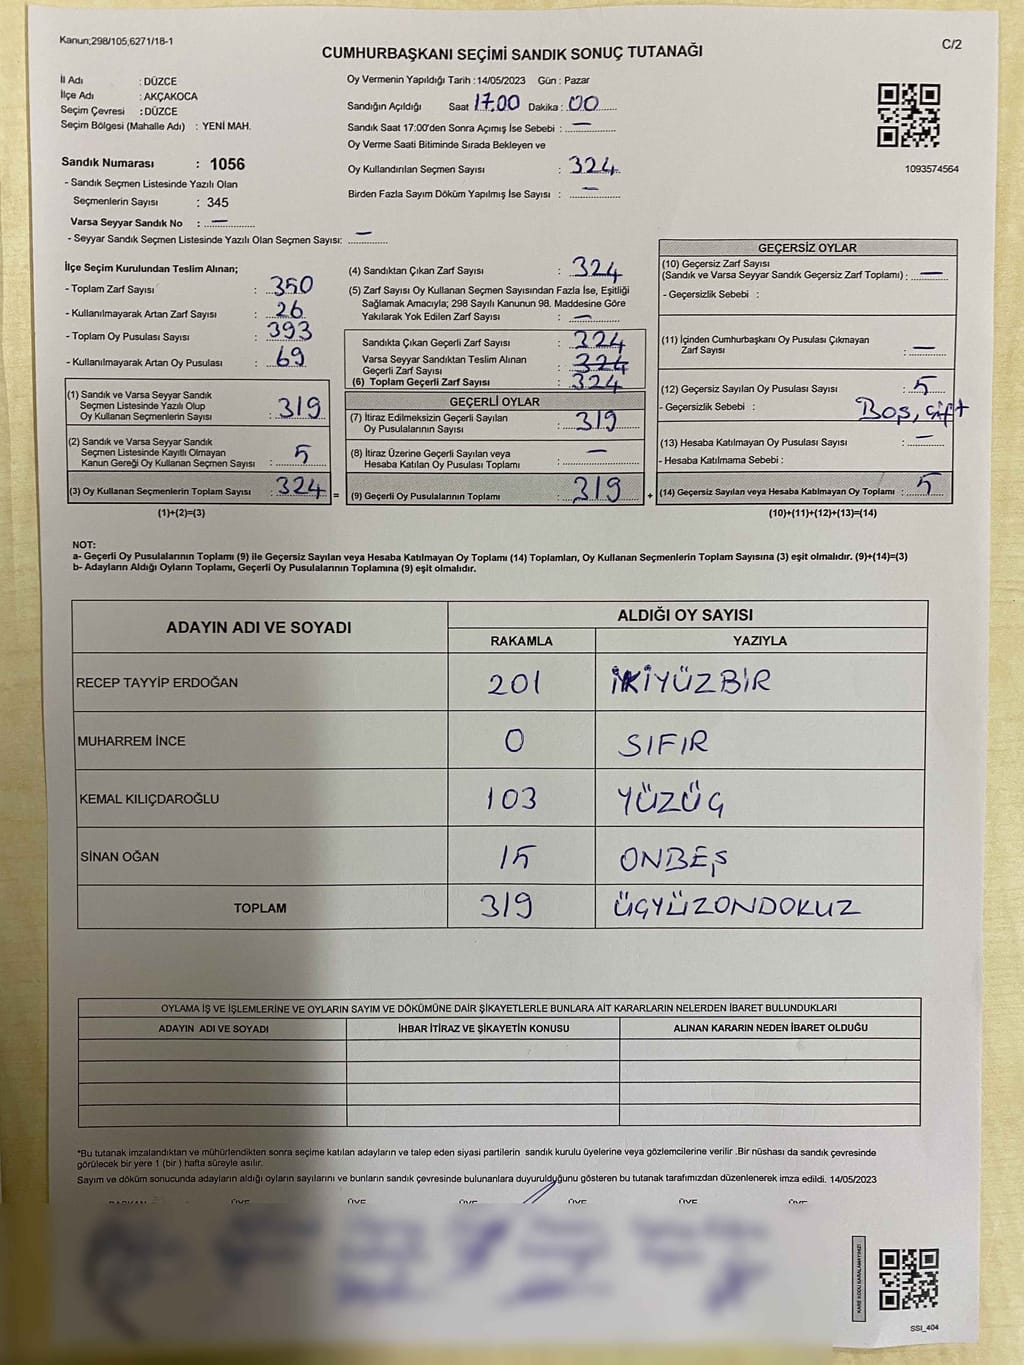 Kanun;298/105,6271/18-1
C/2
CUMHURBAŞKANI SEÇİMİ SANDIK SONUÇ TUTANAĞI
İl Adı : DÜZCE
İlçe Adı : AKÇAKOCA
Seçim Çevresi : DÜZCE
Seçim Bölgesi (Mahalle Adı) : YENİ MAH.
Sandık Numarası : 1056
- Sandık Seçmen Listesinde Yazılı Olan
Seçmenlerin Sayısı : 345
Varsa Seyyar Sandık No : —
- Seyyar Sandık Seçmen Listesinde Yazılı Olan Seçmen Sayısı: —
Oy Vermenin Yapıldığı Tarih : 14/05/2023 Gün : Pazar
Sandığın Açıldığı Saat 17.00 Dakika : 00
Sandık Saat 17:00'den Sonra Açımış İse Sebebi : —
Oy Verme Saati Bitiminde Sırada Bekleyen ve
Oy Kullandırılan Seçmen Sayısı : 324
Birden Fazla Sayım Döküm Yapılmış İse Sayısı : —
1093574564
İlçe Seçim Kurulundan Teslim Alınan;
- Toplam Zarf Sayısı : 350
- Kullanılmayarak Artan Zarf Sayısı : 26
- Toplam Oy Pusulası Sayısı : 393
- Kullanılmayarak Artan Oy Pusulası : 69
(1) Sandık ve Varsa Seyyar Sandık
Seçmen Listesinde Yazılı Olup
Oy Kullanan Seçmenlerin Sayısı : 319
(2) Sandık ve Varsa Seyyar Sandık
Seçmen Listesinde Kayıtlı Olmayan
Kanun Gereği Oy Kullanan Seçmen Sayısı : 5
(3) Oy Kullanan Seçmenlerin Toplam Sayısı : 324 =
(1)+(2)=(3)
(4) Sandıktan Çıkan Zarf Sayısı : 324
(5) Zarf Sayısı Oy Kullanan Seçmen Sayısından Fazla İse, Eşitliği
Sağlamak Amacıyla; 298 Sayılı Kanunun 98. Maddesine Göre
Yakılarak Yok Edilen Zarf Sayısı : —
Sandıkta Çıkan Geçerli Zarf Sayısı : 324
Varsa Seyyar Sandıktan Teslim Alınan
Geçerli Zarf Sayısı : 324
(6) Toplam Geçerli Zarf Sayısı : 324
GEÇERLİ OYLAR
(7) İtiraz Edilmeksizin Geçerli Sayılan
Oy Pusulalarının Sayısı : 319
(8) İtiraz Üzerine Geçerli Sayılan veya
Hesaba Katılan Oy Pusulası Toplamı : —
(9) Geçerli Oy Pusulalarının Toplamı : 319 +
GEÇERSİZ OYLAR
(10) Geçersiz Zarf Sayısı
(Sandık ve Varsa Seyyar Sandık Geçersiz Zarf Toplamı) : —
- Geçersizlik Sebebi :
(11) İçinden Cumhurbaşkanı Oy Pusulası Çıkmayan
Zarf Sayısı : —
(12) Geçersiz Sayılan Oy Pusulası Sayısı : 5
- Geçersizlik Sebebi : Boş, çift
(13) Hesaba Katılmayan Oy Pusulası Sayısı : —
- Hesaba Katılmama Sebebi :
(14) Geçersiz Sayılan veya Hesaba Katılmayan Oy Toplamı : 5
(10)+(11)+(12)+(13)=(14)
NOT:
a- Geçerli Oy Pusulalarının Toplamı (9) ile Geçersiz Sayılan veya Hesaba Katılmayan Oy Toplamı (14) Toplamları, Oy Kullanan Seçmenlerin Toplam Sayısına (3) eşit olmalıdır. (9)+(14)=(3)
b- Adayların Aldığı Oyların Toplamı, Geçerli Oy Pusulalarının Toplamına (9) eşit olmalıdır.
ADAYIN ADI VE SOYADI
ALDIĞI OY SAYISI
RAKAMLA YAZIYLA
RECEP TAYYİP ERDOĞAN 201 İKİYÜZBİR
MUHARREM İNCE 0 SIFIR
KEMAL KILIÇDAROĞLU 103 YÜZÜÇ
SİNAN OĞAN 15 ONBEŞ
TOPLAM 319 ÜÇYÜZONDOKUZ
OYLAMA İŞ VE İŞLEMLERİNE VE OYLARIN SAYIM VE DÖKÜMÜNE DAİR ŞİKAYETLERLE BUNLARA AİT KARARLARIN NELERDEN İBARET BULUNDUKLARI
ADAYIN ADI VE SOYADI İHBAR İTİRAZ VE ŞİKAYETİN KONUSU ALINAN KARARIN NEDEN İBARET OLDUĞU
*Bu tutanak imzalandıktan ve mühürlendikten sonra seçime katılan adayların ve talep eden siyasi partilerin sandık kurulu üyelerine veya gözlemcilerine verilir .Bir nüshası da sandık çevresinde
görülecek bir yere 1 (bir ) hafta süreyle asılır.
Sayım ve döküm sonucunda adayların aldığı oyların sayılarını ve bunların sandık çevresinde bulunanlara duyurulduğunu gösteren bu tutanak tarafımızdan düzenlenerek imza edildi. 14/05/2023
KARE KODU KARALAMAYINIZ!
SSI_404